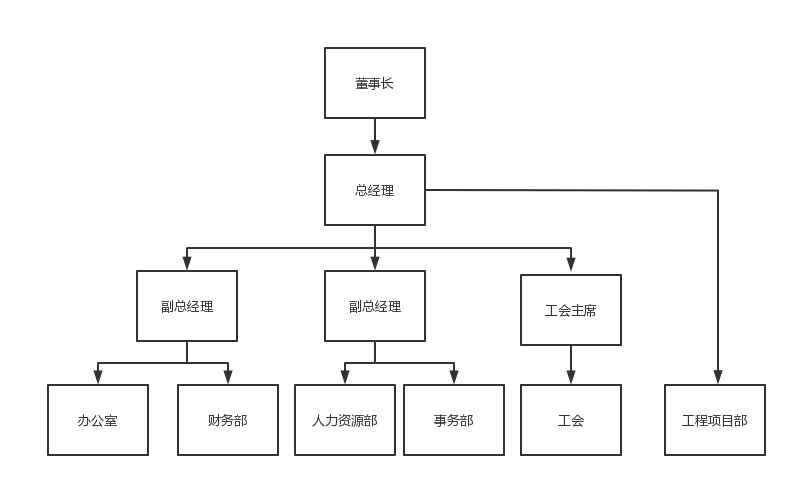 董事长
总经理
副总经理
副总经理
工会主席
办公室
财务部
人力资源部
事务部
工会
工程项目部